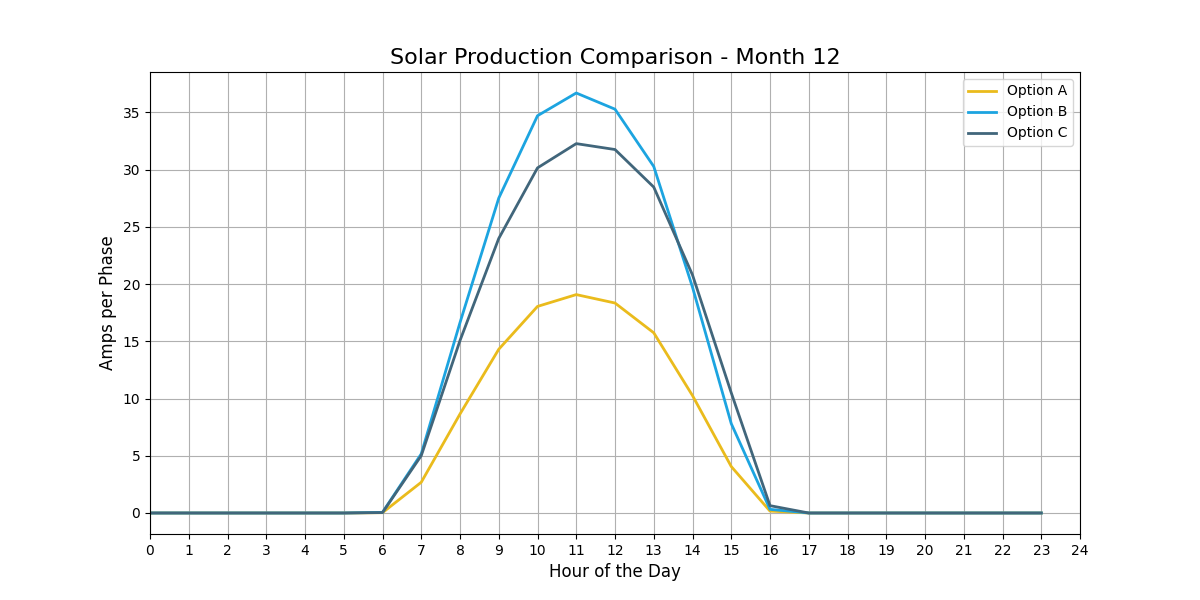 Solar Production Comparison - Month 12
Option A
Option B
Option C
Amps per Phase
35
30
25
20
15
10
5
0
0 1 2 3 4 5 6 7 8 9 10 11 12 13 14 15 16 17 18 19 20 21 22 23 24
Hour of the Day